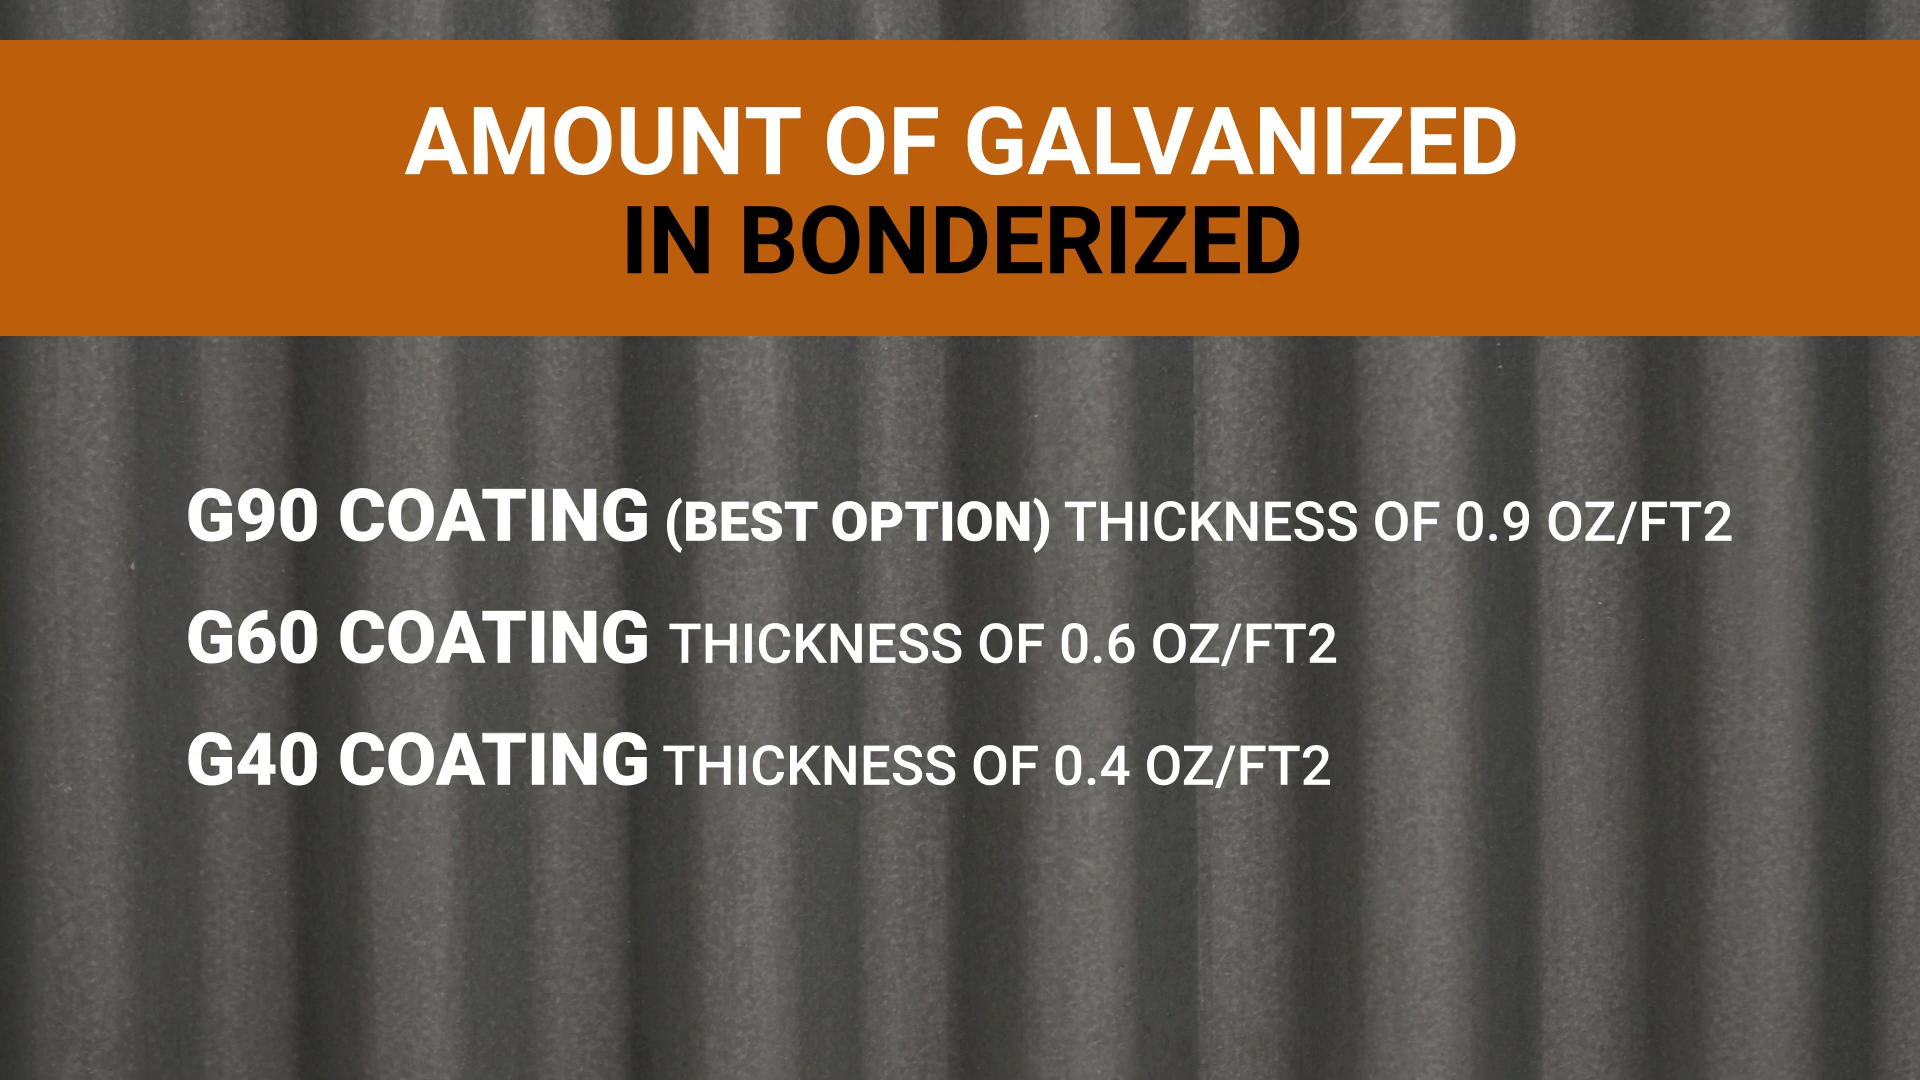 AMOUNT OF GALVANIZED
IN BONDERIZED
G90 COATING (BEST OPTION) THICKNESS OF 0.9 OZ/FT2
G60 COATING THICKNESS OF 0.6 OZ/FT2
G40 COATING THICKNESS OF 0.4 OZ/FT2